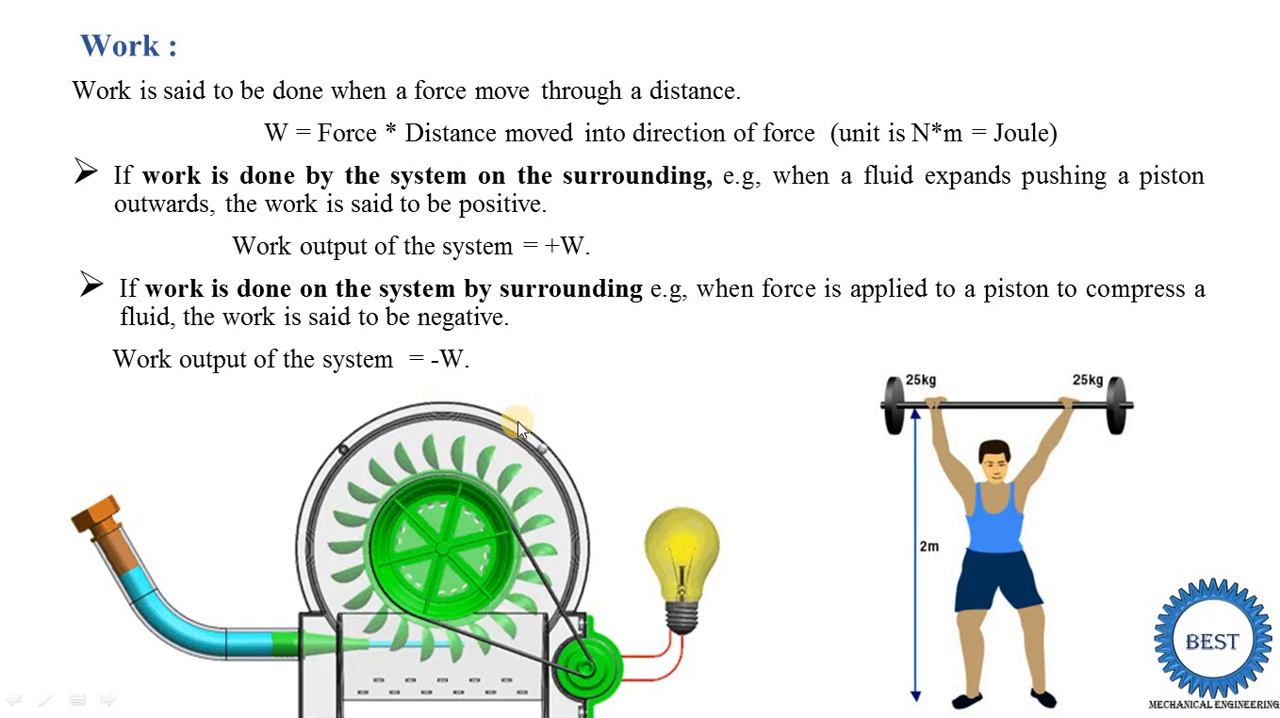 Work :
Work is said to be done when a force move through a distance.
W = Force * Distance moved into direction of force (unit is N*m = Joule)
If work is done by the system on the surrounding, e.g, when a fluid expands pushing a piston
outwards, the work is said to be positive.
Work output of the system = +W.
If work is done on the system by surrounding e.g, when force is applied to a piston to compress a
fluid, the work is said to be negative.
Work output of the system = -W.
25kg
25kg
2m
BEST
MECHANICAL ENGINEERING